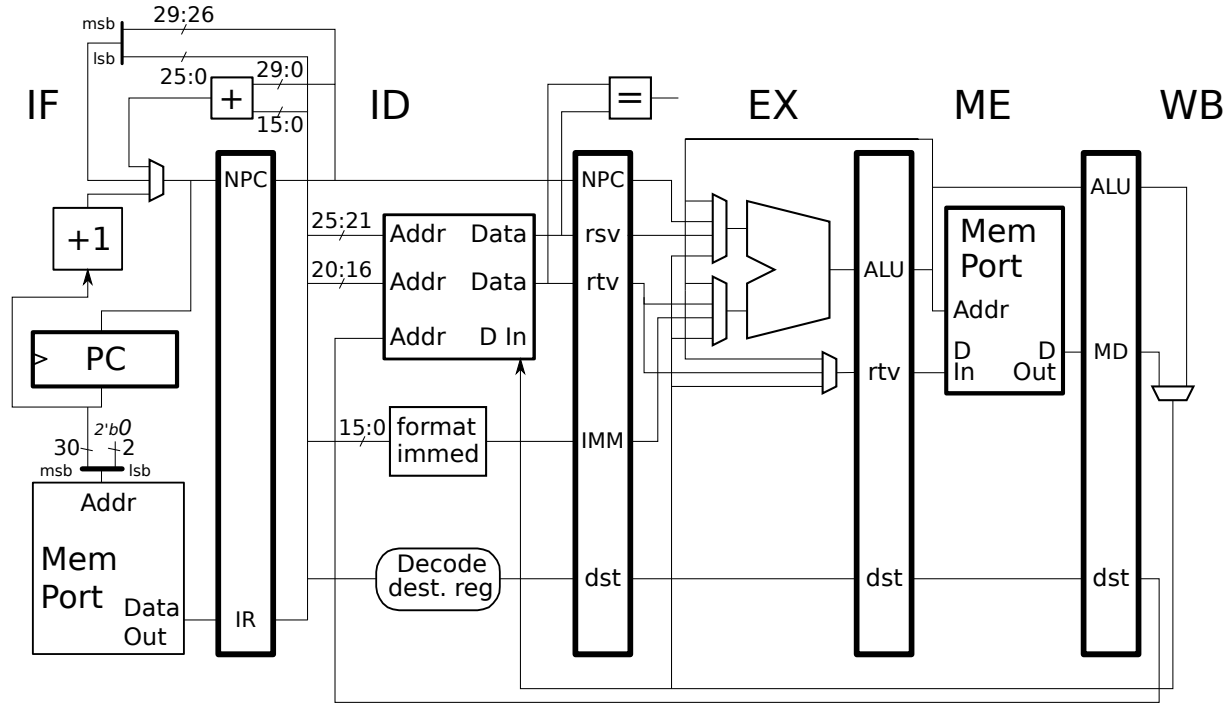 29:26
msb
lsb
25:0
29:0
15:0
+
=
IF
ID
EX
ME
WB
NPC
NPC
ALU
+1
25:21
Addr
Data
rsv
20:16
Addr
Data
rtv
Addr
D In
ALU
Mem
Port
Addr
D
In
D
Out
PC
rtv
MD
2'b0
30
2
msb
lsb
15:0
format
immed
IMM
Addr
Mem
Port
Data
Out
IR
Decode
dest. reg
dst
dst
dst